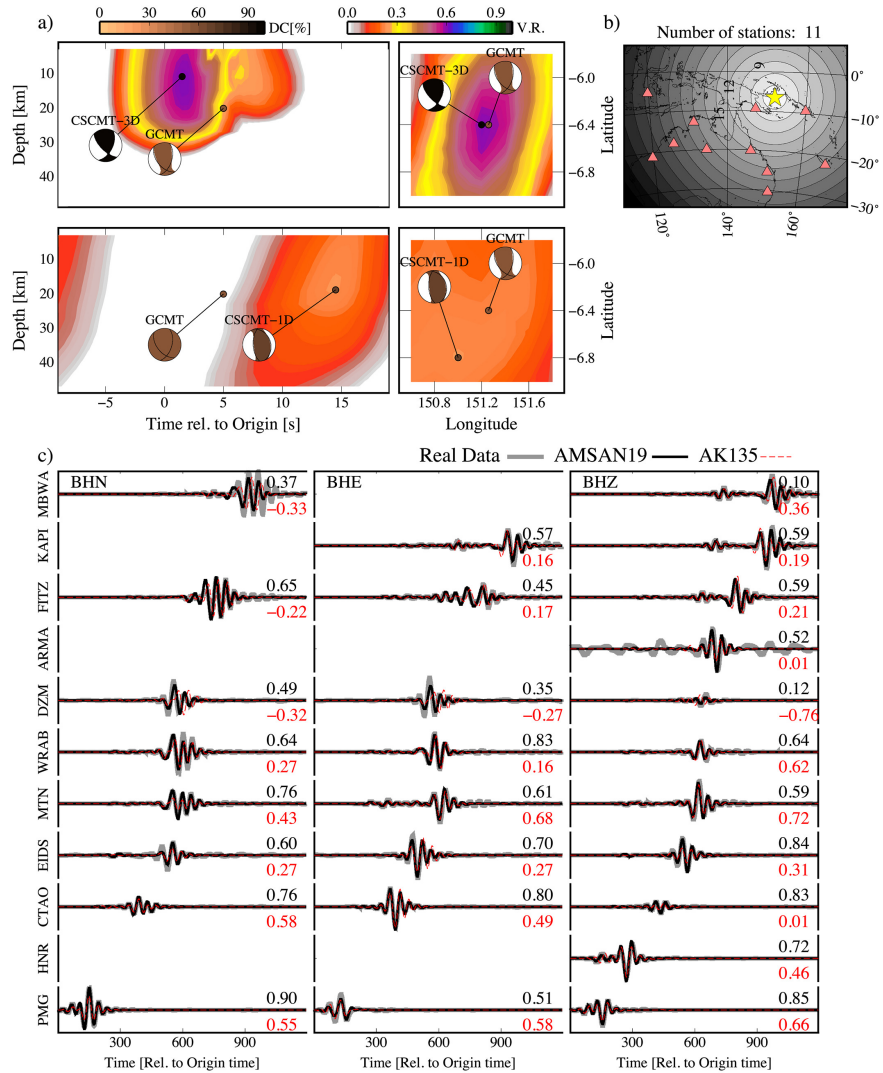 a)
0 30 60 90
DC[%]
0.0 0.3 0.6 0.9
V.R.
b)
Number of stations: 11
Depth [km]
10
20
30
40
CSCMT−3D
GCMT
CSCMT−3D
GCMT
−6.0
−6.4
−6.8
Latitude
9
12
15
0°
−10°
−20°
−30°
120°
140°
160°
Depth [km]
10
20
30
40
GCMT
CSCMT−1D
−5 0 5 10 15
Time rel. to Origin [s]
CSCMT−1D
GCMT
−6.0
−6.4
−6.8
Latitude
150.8 151.2 151.6
Longitude
c)
Real Data AMSAN19 AK135
BHN BHE BHZ
MBWA 0.37 0.10
−0.33 0.36
KAPI 0.57 0.59
0.16 0.19
FITZ 0.65 0.45 0.59
−0.22 0.17 0.21
ARMA 0.52
0.01
DZM 0.49 0.35 0.12
−0.32 −0.27 −0.76
WRAB 0.64 0.83 0.64
0.27 0.16 0.62
MTN 0.76 0.61 0.59
0.43 0.68 0.72
EIDS 0.60 0.70 0.84
0.27 0.27 0.31
CTAO 0.76 0.80 0.83
0.58 0.49 0.01
HNR 0.72
0.46
PMG 0.90 0.51 0.85
0.55 0.58 0.66
300 600 900 300 600 900 300 600 900
Time [Rel. to Origin time] Time [Rel. to Origin time] Time [Rel. to Origin time]